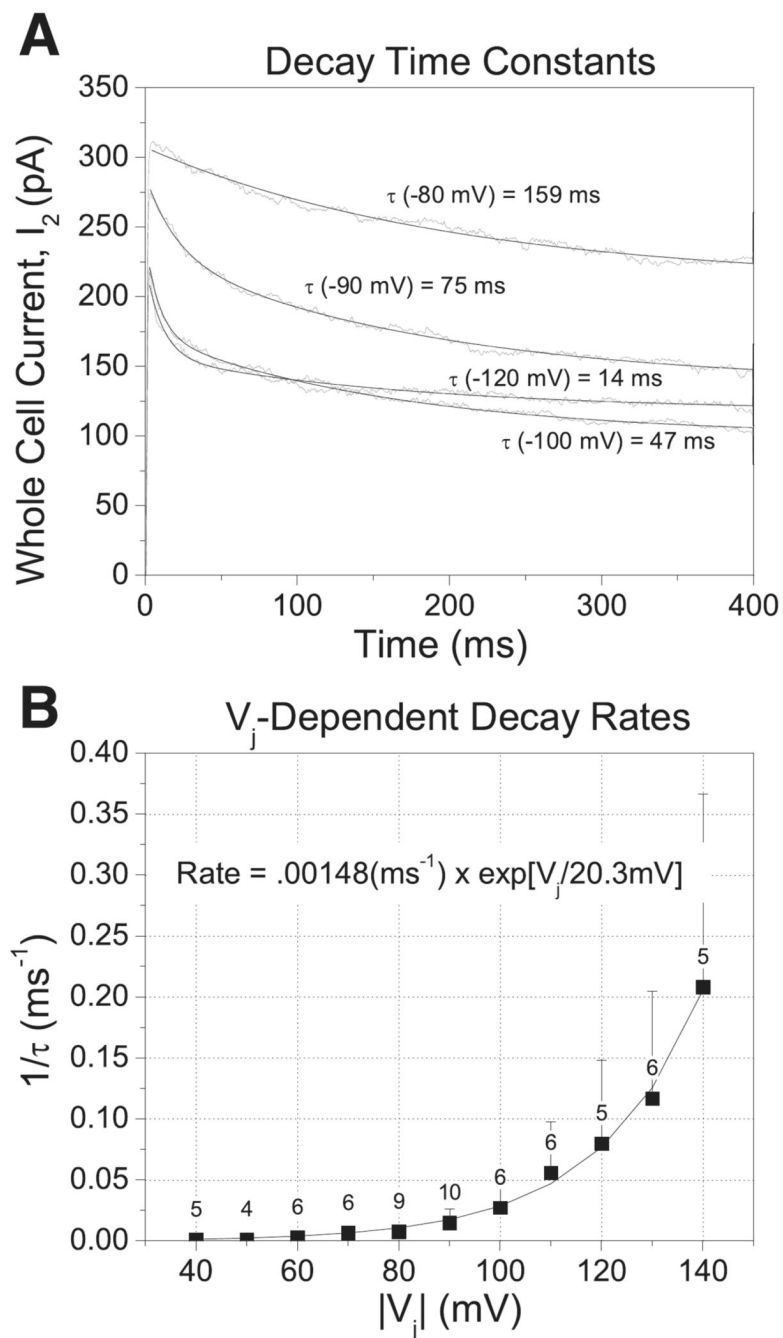 A
Decay Time Constants
Whole Cell Current, I₂ (pA)
350
300
250
200
150
100
50
0
τ (-80 mV) = 159 ms
τ (-90 mV) = 75 ms
τ (-120 mV) = 14 ms
τ (-100 mV) = 47 ms
0 100 200 300 400
Time (ms)
B
Vⱼ-Dependent Decay Rates
1/τ (ms⁻¹)
0.40
0.35
0.30
0.25
0.20
0.15
0.10
0.05
0.00
Rate = .00148(ms⁻¹) x exp[Vⱼ/20.3mV]
5 4 6 6 9 10 6 6 5 6 5
40 60 80 100 120 140
|Vⱼ| (mV)